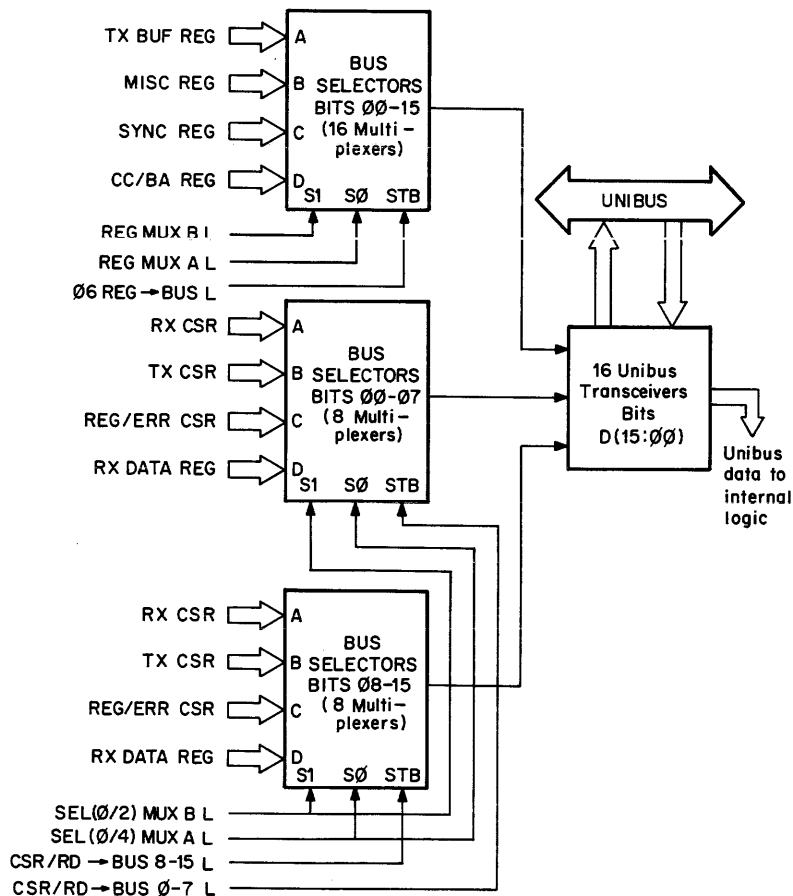 TX BUF REG
A
MISC REG
B
SYNC REG
C
CC/BA REG
D
BUS
SELECTORS
BITS ØØ-15
(16 Multi-
plexers)
S1 SØ STB
REG MUX B L
REG MUX A L
Ø6 REG→BUS L
UNIBUS
RX CSR
A
TX CSR
B
REG/ERR CSR
C
RX DATA REG
D
BUS
SELECTORS
BITS ØØ-Ø7
(8 Multi-
plexers)
S1 SØ STB
16 Unibus
Transceivers
Bits
D(15:ØØ)
Unibus
data to
internal
logic
RX CSR
A
TX CSR
B
REG/ERR CSR
C
RX DATA REG
D
BUS
SELECTORS
BITS Ø8-15
(8 Multi-
plexers)
S1 SØ STB
SEL(Ø/2) MUX B L
SEL(Ø/4) MUX A L
CSR/RD→BUS 8-15 L
CSR/RD→BUS Ø-7 L